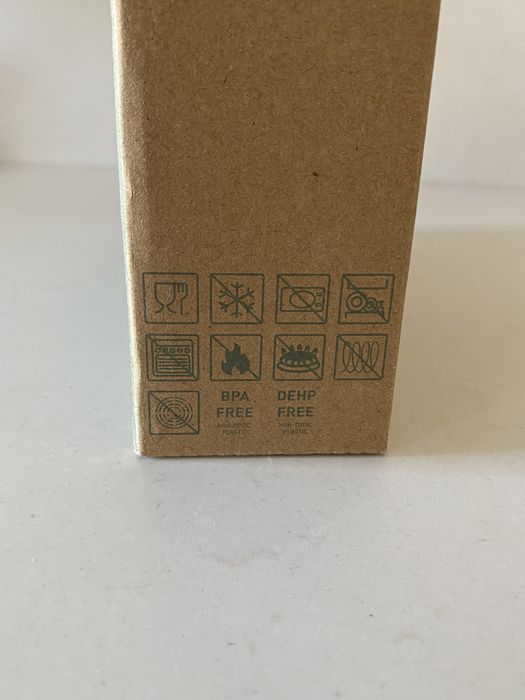 BPA
FREE
NON-TOXIC
PLASTIC
DEHP
FREE
NON-TOXIC
PLASTIC